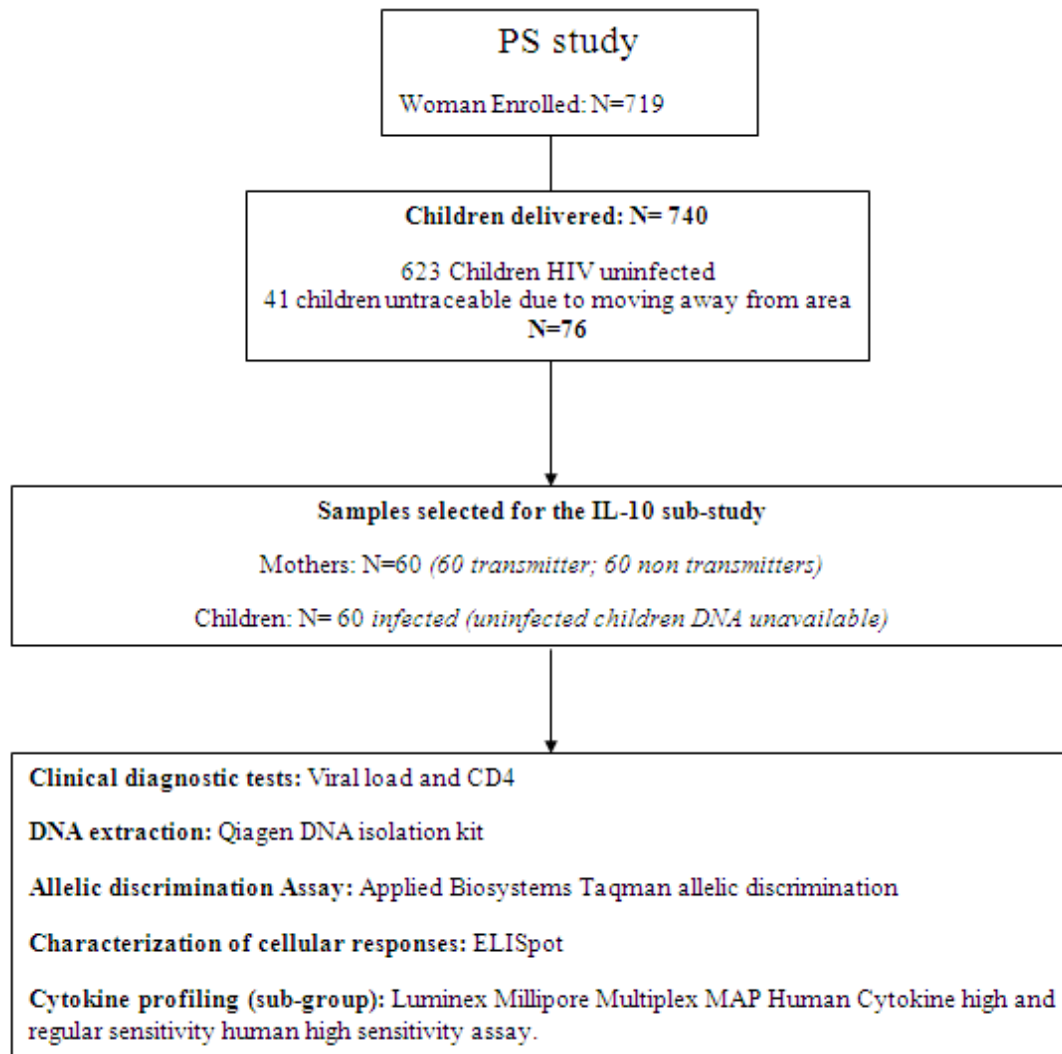 PS study
Woman Enrolled: N=719
Children delivered: N= 740
623 Children HIV uninfected
41 children untraceable due to moving away from area
N=76
Samples selected for the IL-10 sub-study
Mothers: N=60 (60 transmitter; 60 non transmitters)
Children: N= 60 infected (uninfected children DNA unavailable)
Clinical diagnostic tests: Viral load and CD4
DNA extraction: Qiagen DNA isolation kit
Allelic discrimination Assay: Applied Biosystems Taqman allelic discrimination
Characterization of cellular responses: ELISpot
Cytokine profiling (sub-group): Luminex Millipore Multiplex MAP Human Cytokine high and
regular sensitivity human high sensitivity assay.